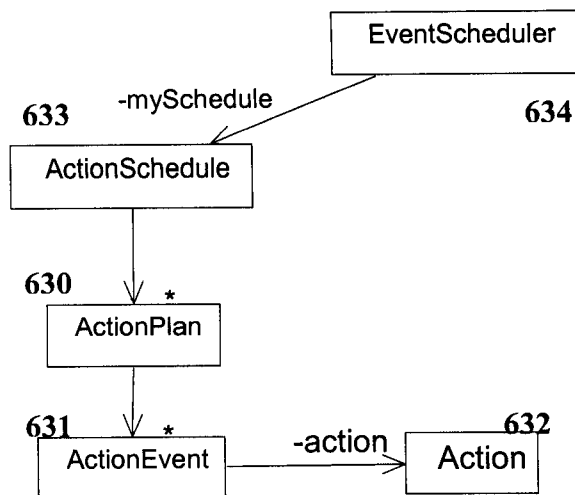 EventScheduler
-mySchedule
633
634
ActionSchedule
630
*
ActionPlan
631
*
632
-action
ActionEvent
Action